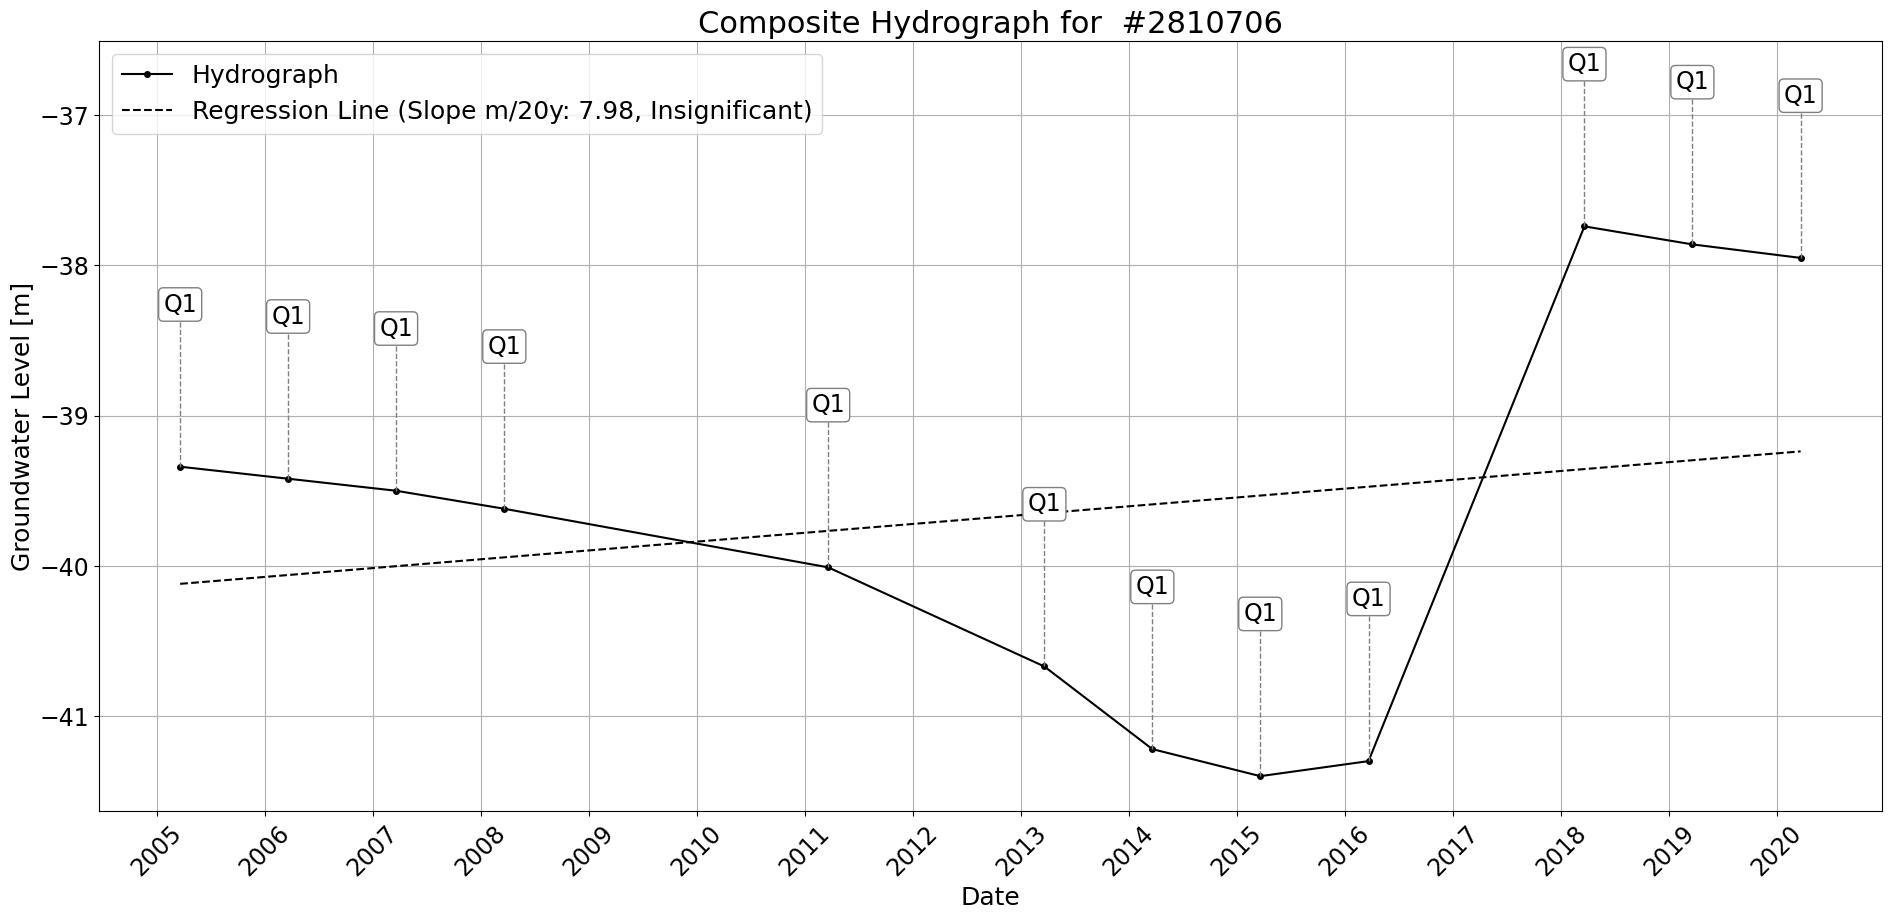 Composite Hydrograph for  #2810706
Hydrograph
Regression Line (Slope m/20y: 7.98, Insignificant)
Q1
Q1
Q1
Q1
Q1
Q1
Q1
Q1
Q1
Q1
Q1
Q1
−37
−38
−39
−40
−41
Groundwater Level [m]
2005
2006
2007
2008
2009
2010
2011
2012
2013
2014
2015
2016
2017
2018
2019
2020
Date